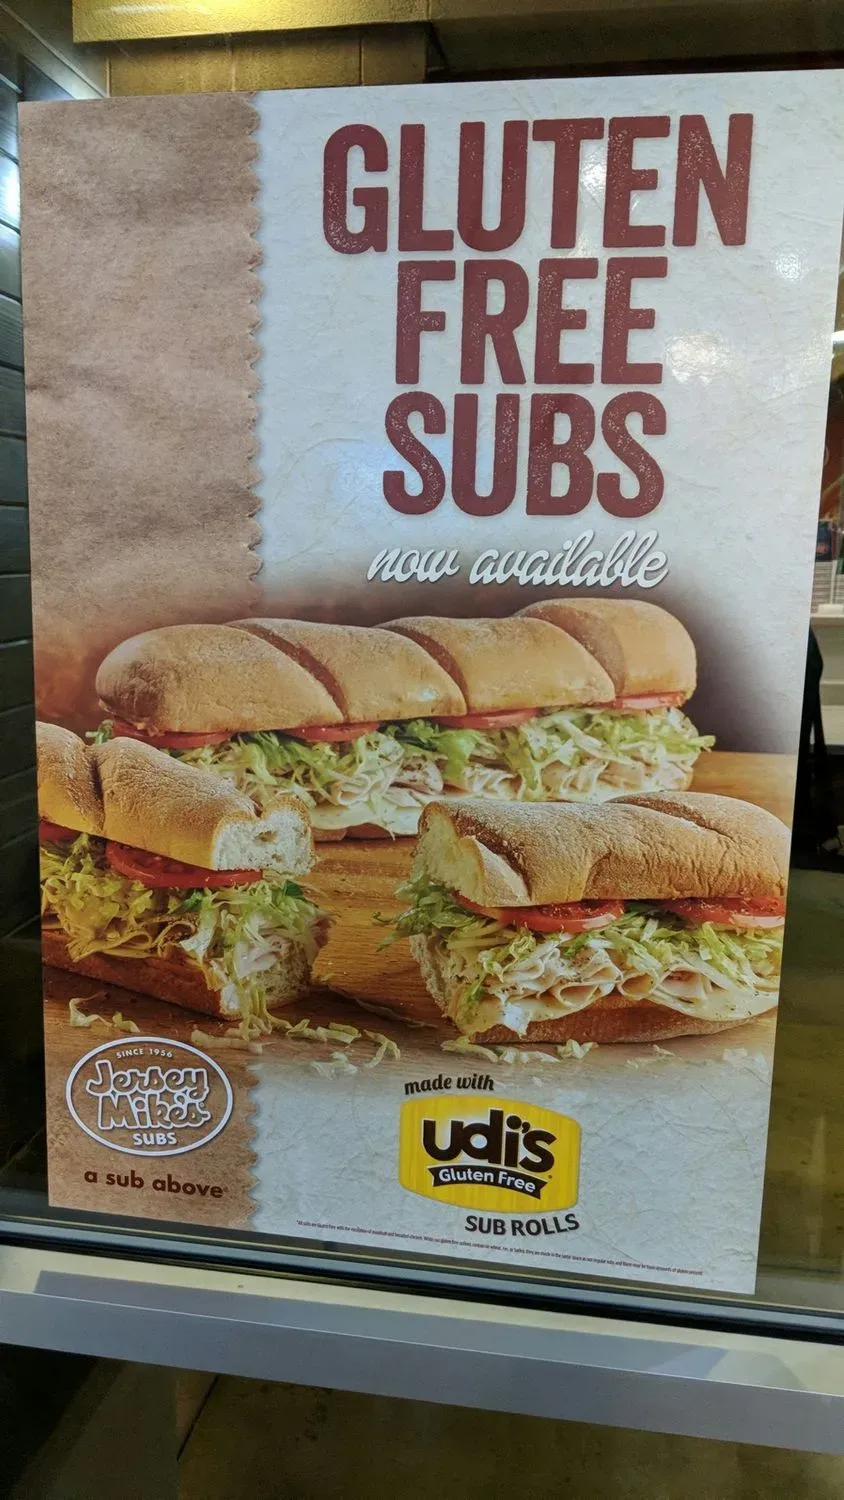 GLUTEN
FREE
SUBS
now available
SINCE 1956
Jersey
Mike's
SUBS
a sub above
made with
udi's
Gluten Free
SUB ROLLS